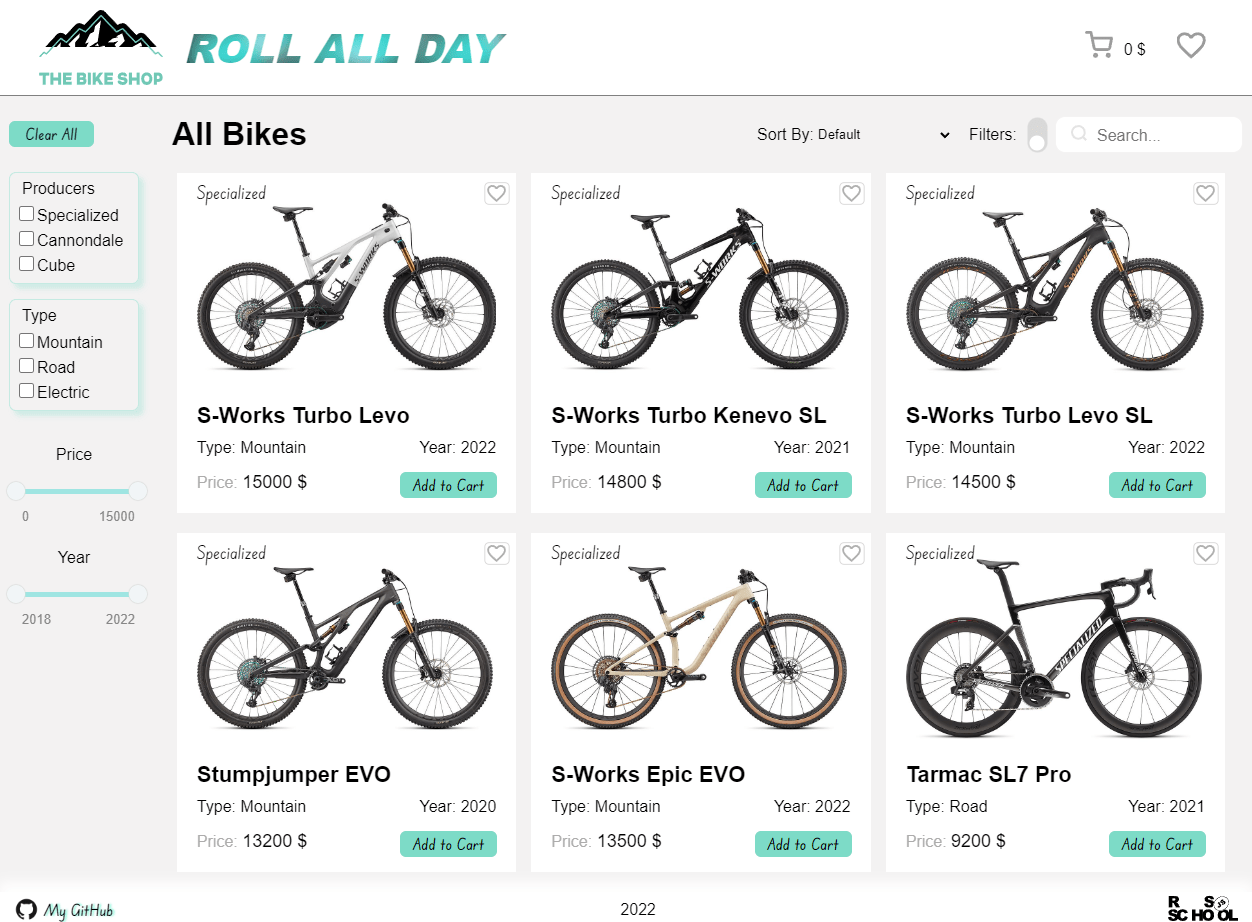 THE BIKE SHOP
ROLL ALL DAY
0 $
Clear All
All Bikes
Sort By: Default
Filters:
Search...
Producers
Specialized
Cannondale
Cube
Type
Mountain
Road
Electric
Price
0 15000
Year
2018 2022
Specialized
S-WORKS
S-Works Turbo Levo
Type: Mountain Year: 2022
Price: 15000 $ Add to Cart
Specialized
S-WORKS
S-Works Turbo Kenevo SL
Type: Mountain Year: 2021
Price: 14800 $ Add to Cart
Specialized
S-WORKS
S-Works Turbo Levo SL
Type: Mountain Year: 2022
Price: 14500 $ Add to Cart
Specialized
Stumpjumper EVO
Type: Mountain Year: 2020
Price: 13200 $ Add to Cart
Specialized
S-Works Epic EVO
Type: Mountain Year: 2022
Price: 13500 $ Add to Cart
Specialized
SPECIALIZED
Tarmac SL7 Pro
Type: Road Year: 2021
Price: 9200 $ Add to Cart
My GitHub
2022
RS
SCHOOL